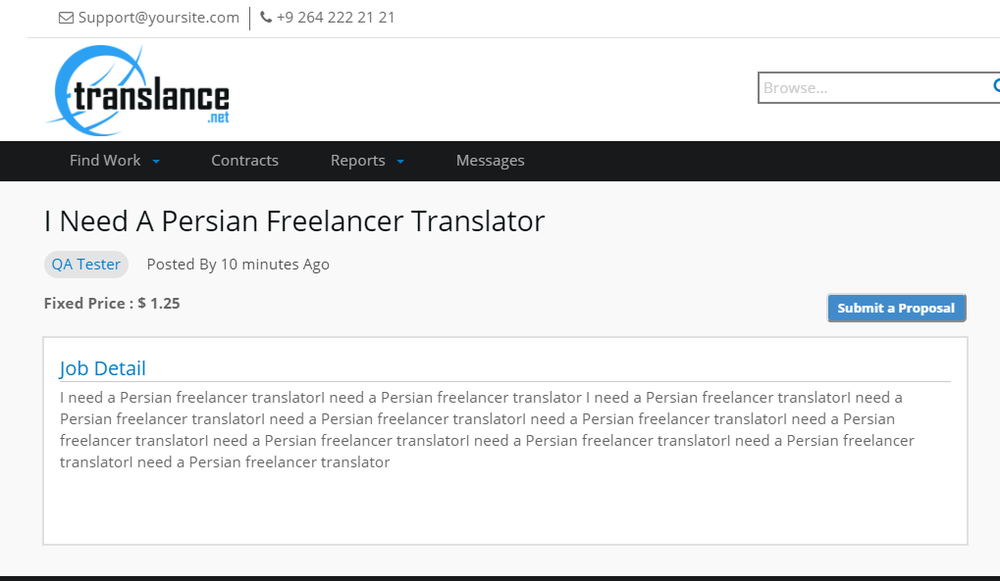 Support@yoursite.com
+9 264 222 21 21
translance
.net
Browse...
Find Work
Contracts
Reports
Messages
I Need A Persian Freelancer Translator
QA Tester
Posted By 10 minutes Ago
Fixed Price : $ 1.25
Submit a Proposal
Job Detail
I need a Persian freelancer translatorI need a Persian freelancer translator I need a Persian freelancer translatorI need a
Persian freelancer translatorI need a Persian freelancer translatorI need a Persian freelancer translatorI need a Persian
freelancer translatorI need a Persian freelancer translatorI need a Persian freelancer translatorI need a Persian freelancer
translatorI need a Persian freelancer translator